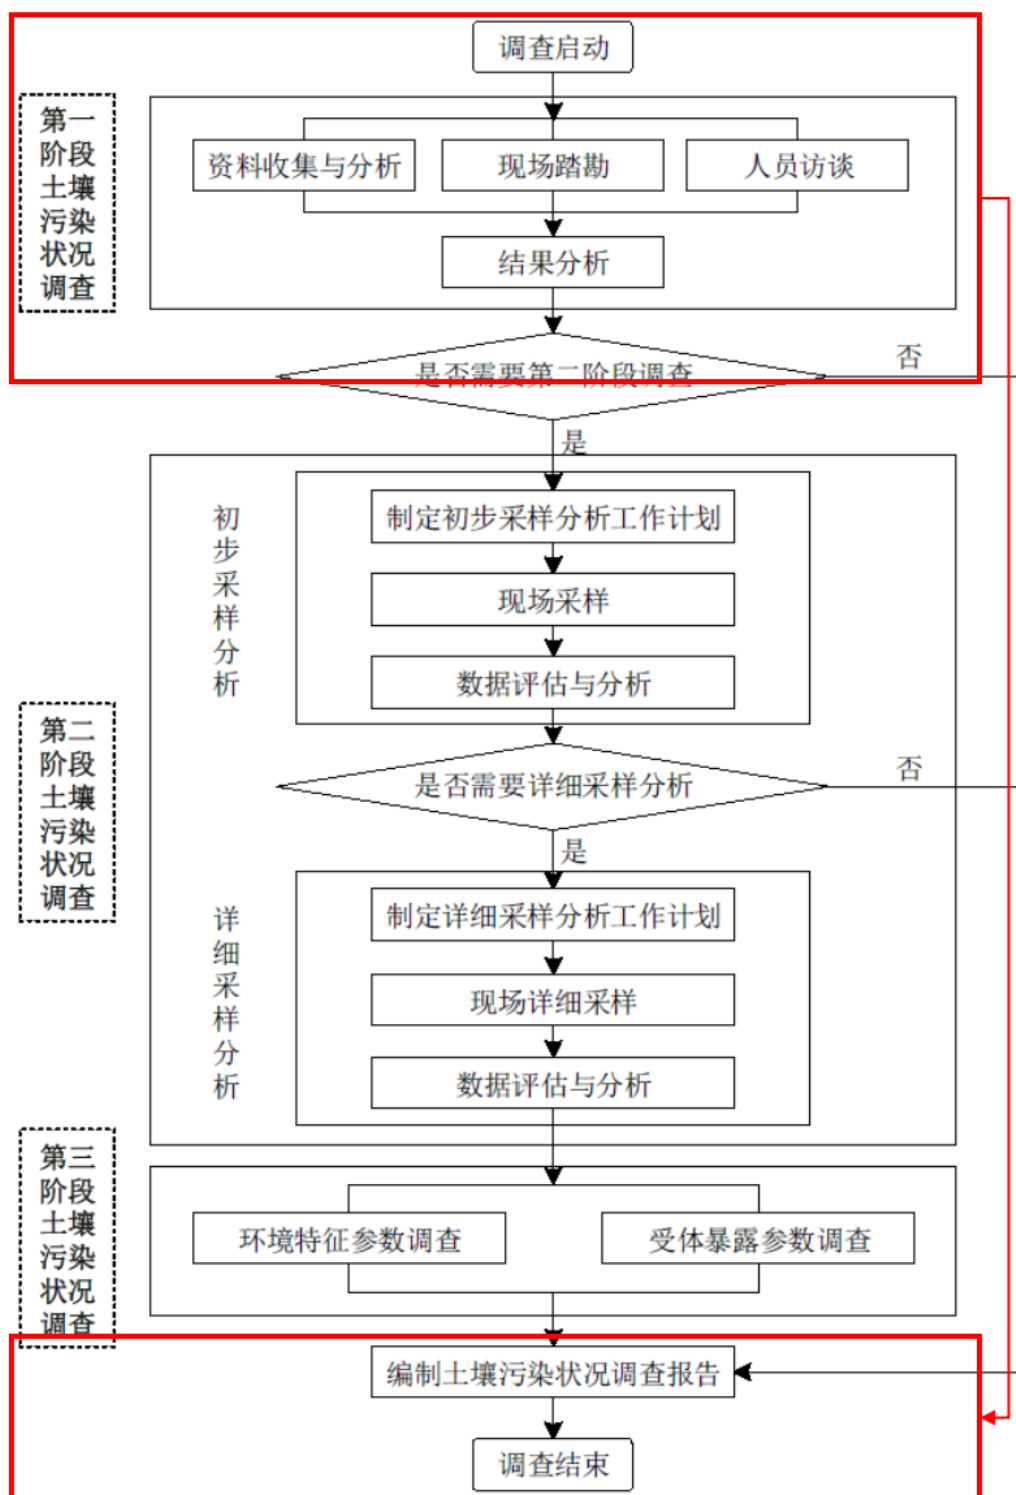 调查启动
第一
阶段
土壤
污染
状况
调查
资料收集与分析
现场踏勘
人员访谈
结果分析
是否需要第二阶段调查
否
是
初
步
采
样
分
析
制定初步采样分析工作计划
现场采样
数据评估与分析
第二
阶段
土壤
污染
状况
调查
是否需要详细采样分析
否
是
详
细
采
样
分
析
制定详细采样分析工作计划
现场详细采样
数据评估与分析
第三
阶段
土壤
污染
状况
调查
环境特征参数调查
受体暴露参数调查
编制土壤污染状况调查报告
调查结束